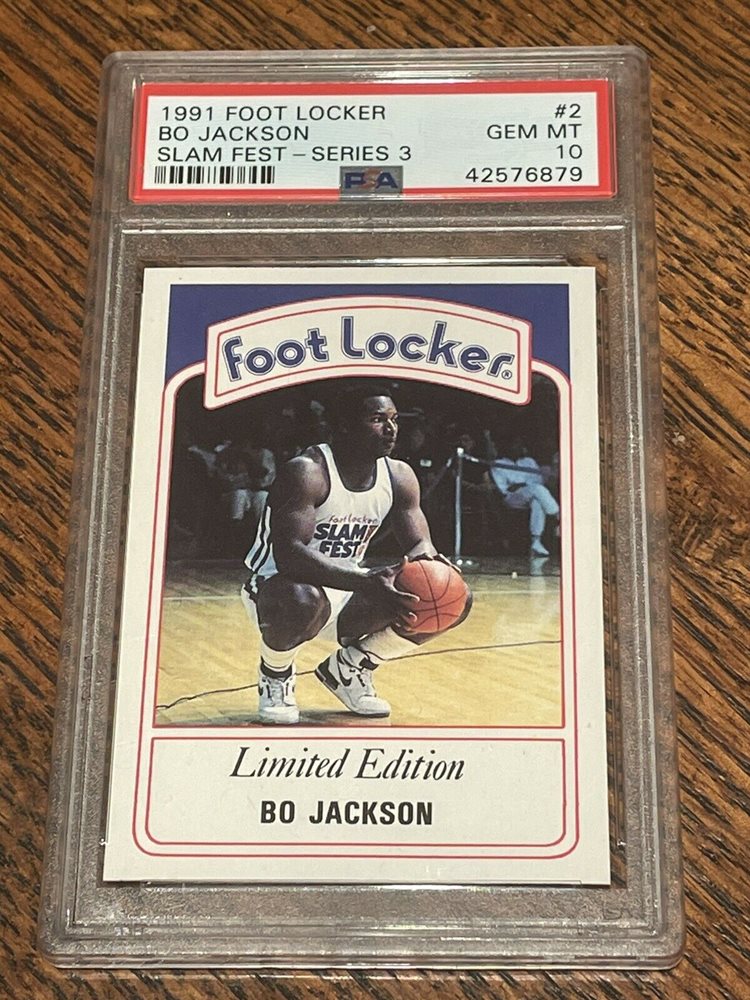 1991 FOOT LOCKER #2
BO JACKSON GEM MT
SLAM FEST – SERIES 3 10
PSA 42576879
foot Locker®
foot locker
SLAM
FEST
Limited Edition
BO JACKSON